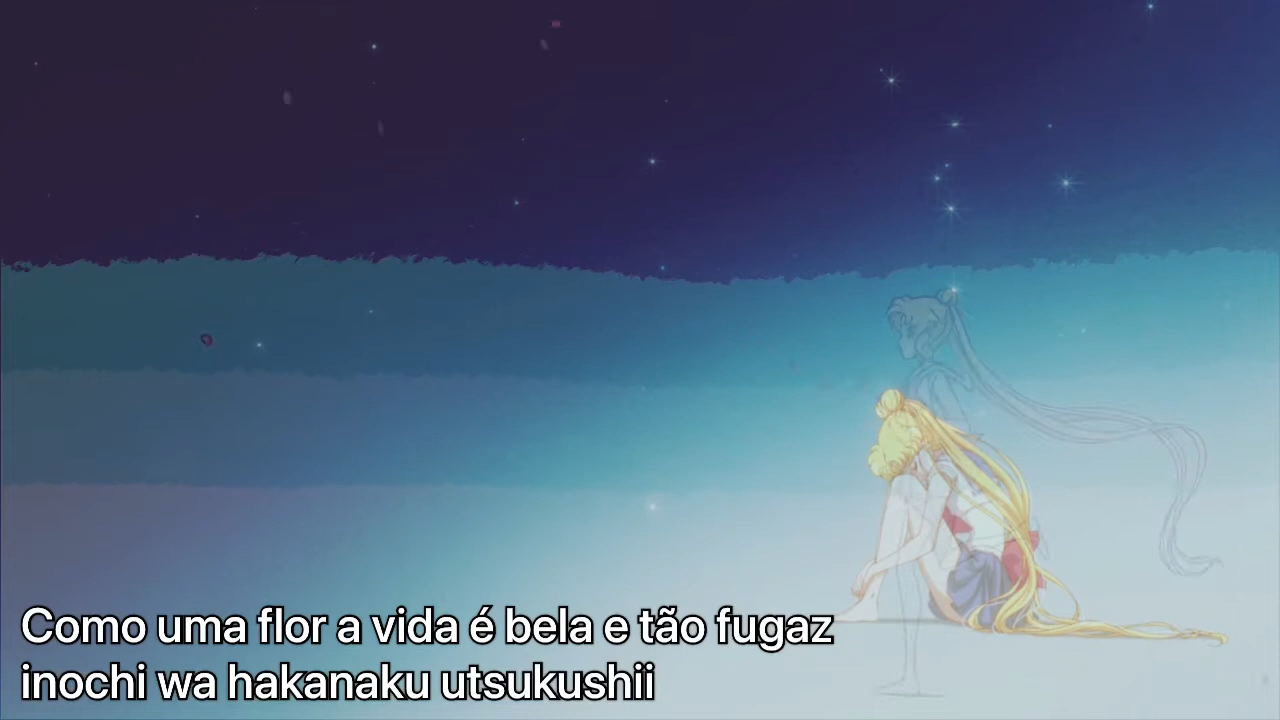 Como uma flor a vida é bela e tão fugaz
inochi wa hakanaku utsukushii